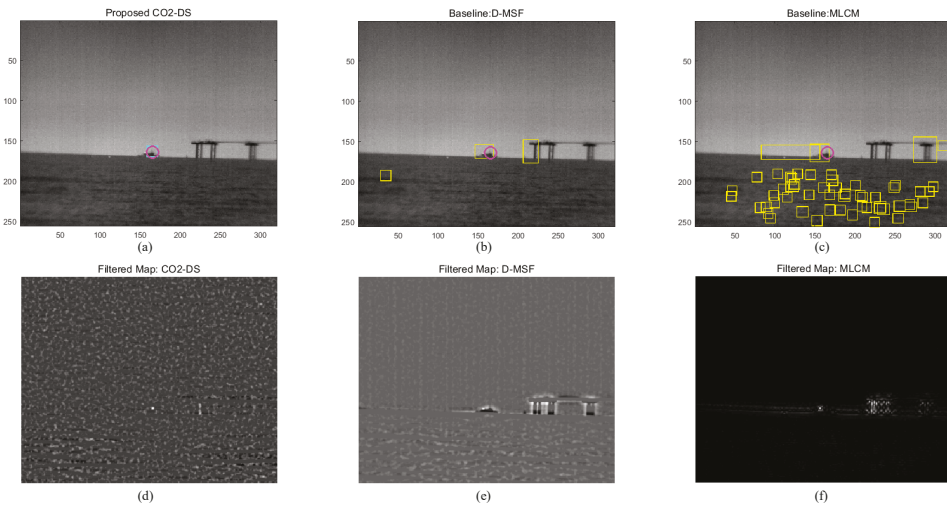 Proposed CO2-DS
Baseline:D-MSF
Baseline:MLCM
50
100
150
200
250
50
100
150
200
250
300
(a)
50
100
150
200
250
50
100
150
200
250
300
(b)
50
100
150
200
250
50
100
150
200
250
300
(c)
Filtered Map: CO2-DS
Filtered Map: D-MSF
Filtered Map: MLCM
(d)
(e)
(f)